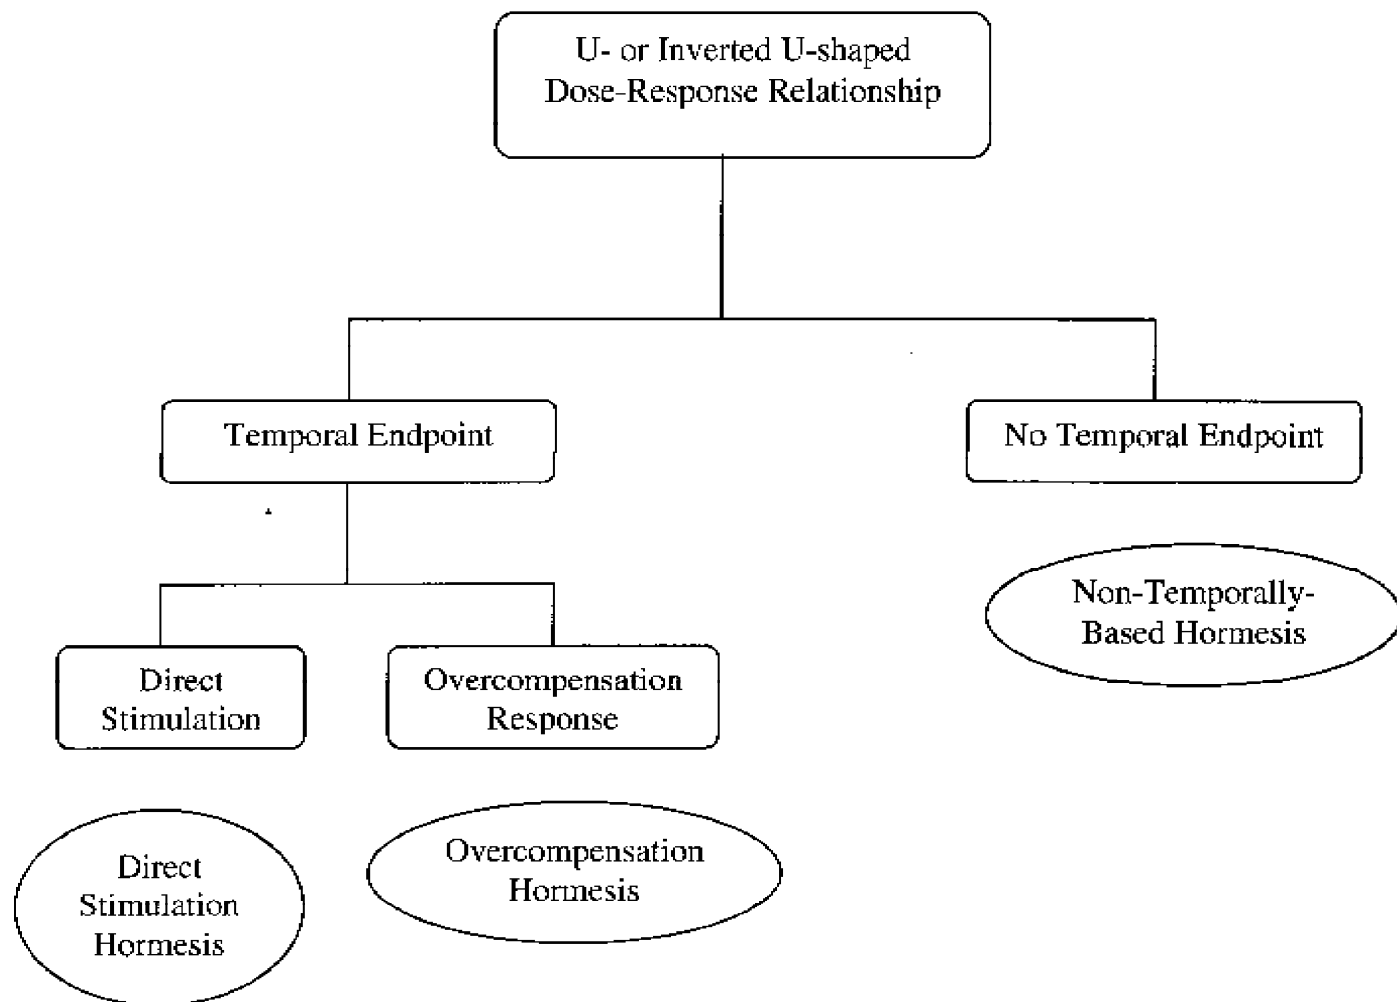 U- or Inverted U-shaped
Dose-Response Relationship
Temporal Endpoint
No Temporal Endpoint
Non-Temporally-
Based Hormesis
Direct
Stimulation
Overcompensation
Response
Direct
Stimulation
Hormesis
Overcompensation
Hormesis